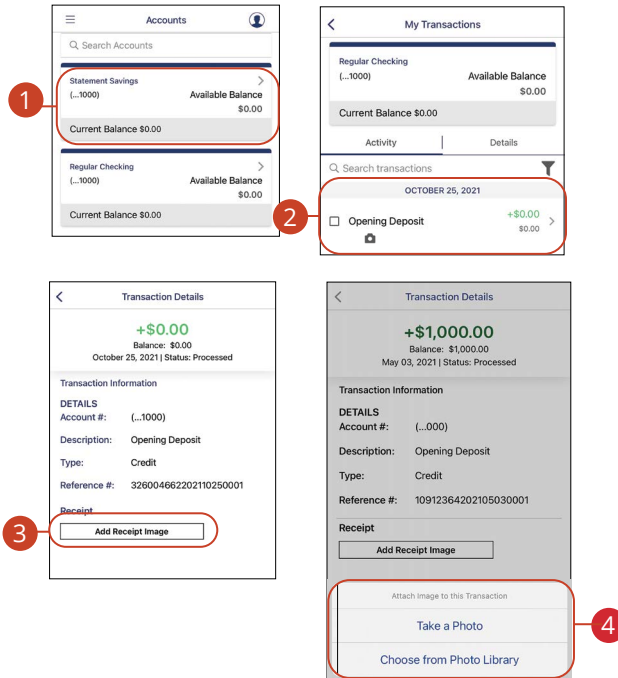 Accounts
Search Accounts
1
Statement Savings
(...1000) Available Balance
$0.00
Current Balance $0.00
Regular Checking
(...1000) Available Balance
$0.00
Current Balance $0.00
My Transactions
Regular Checking
(...1000) Available Balance
$0.00
Current Balance $0.00
Activity Details
Search transactions
OCTOBER 25, 2021
2
Opening Deposit +$0.00
$0.00
Transaction Details
+$0.00
Balance: $0.00
October 25, 2021 | Status: Processed
Transaction Information
DETAILS
Account #: (...1000)
Description: Opening Deposit
Type: Credit
Reference #: 326004662202110250001
Receipt
3
Add Receipt Image
Transaction Details
+$1,000.00
Balance: $1,000.00
May 03, 2021 | Status: Processed
Transaction Information
DETAILS
Account #: (...000)
Description: Opening Deposit
Type: Credit
Reference #: 10912364202105030001
Receipt
Add Receipt Image
Attach Image to this Transaction
Take a Photo
4
Choose from Photo Library